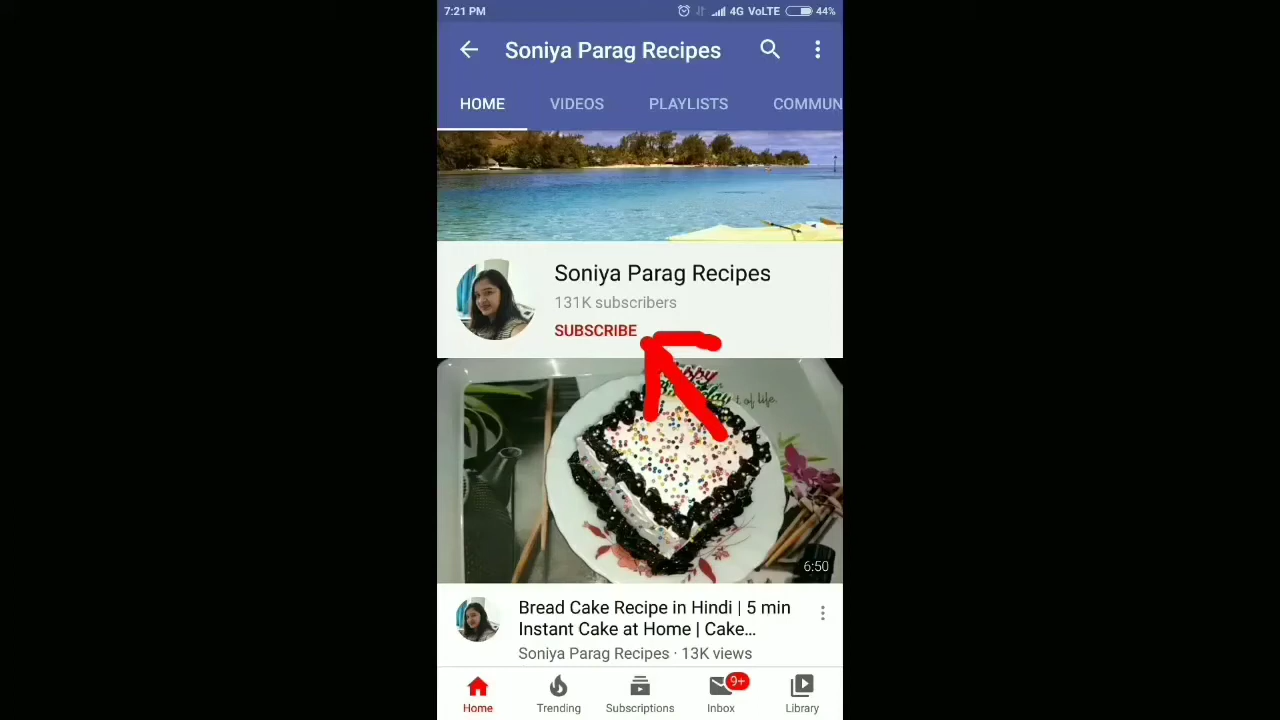 7:21 PM
4G VoLTE 44%
Soniya Parag Recipes
HOME VIDEOS PLAYLISTS COMMUN
Soniya Parag Recipes
131K subscribers
SUBSCRIBE
t of life.
6:50
Bread Cake Recipe in Hindi | 5 min
Instant Cake at Home | Cake...
Soniya Parag Recipes · 13K views
9+
Home Trending Subscriptions Inbox Library